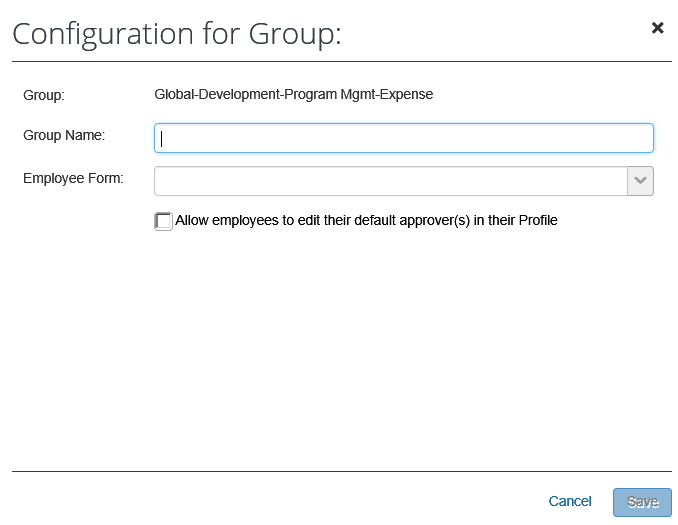 Configuration for Group:
Group: Global-Development-Program Mgmt-Expense
Group Name:
Employee Form:
Allow employees to edit their default approver(s) in their Profile
Cancel Save